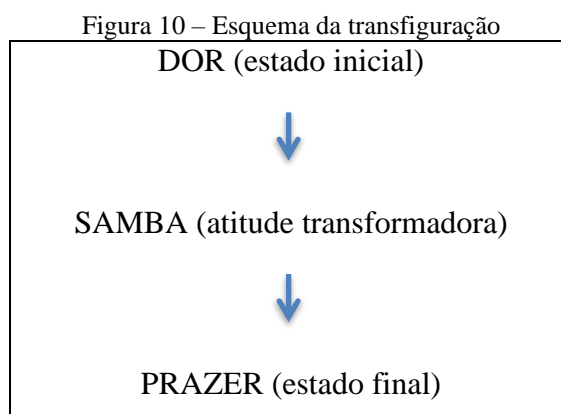 Figura 10 – Esquema da transfiguração
DOR (estado inicial)
SAMBA (atitude transformadora)
PRAZER (estado final)